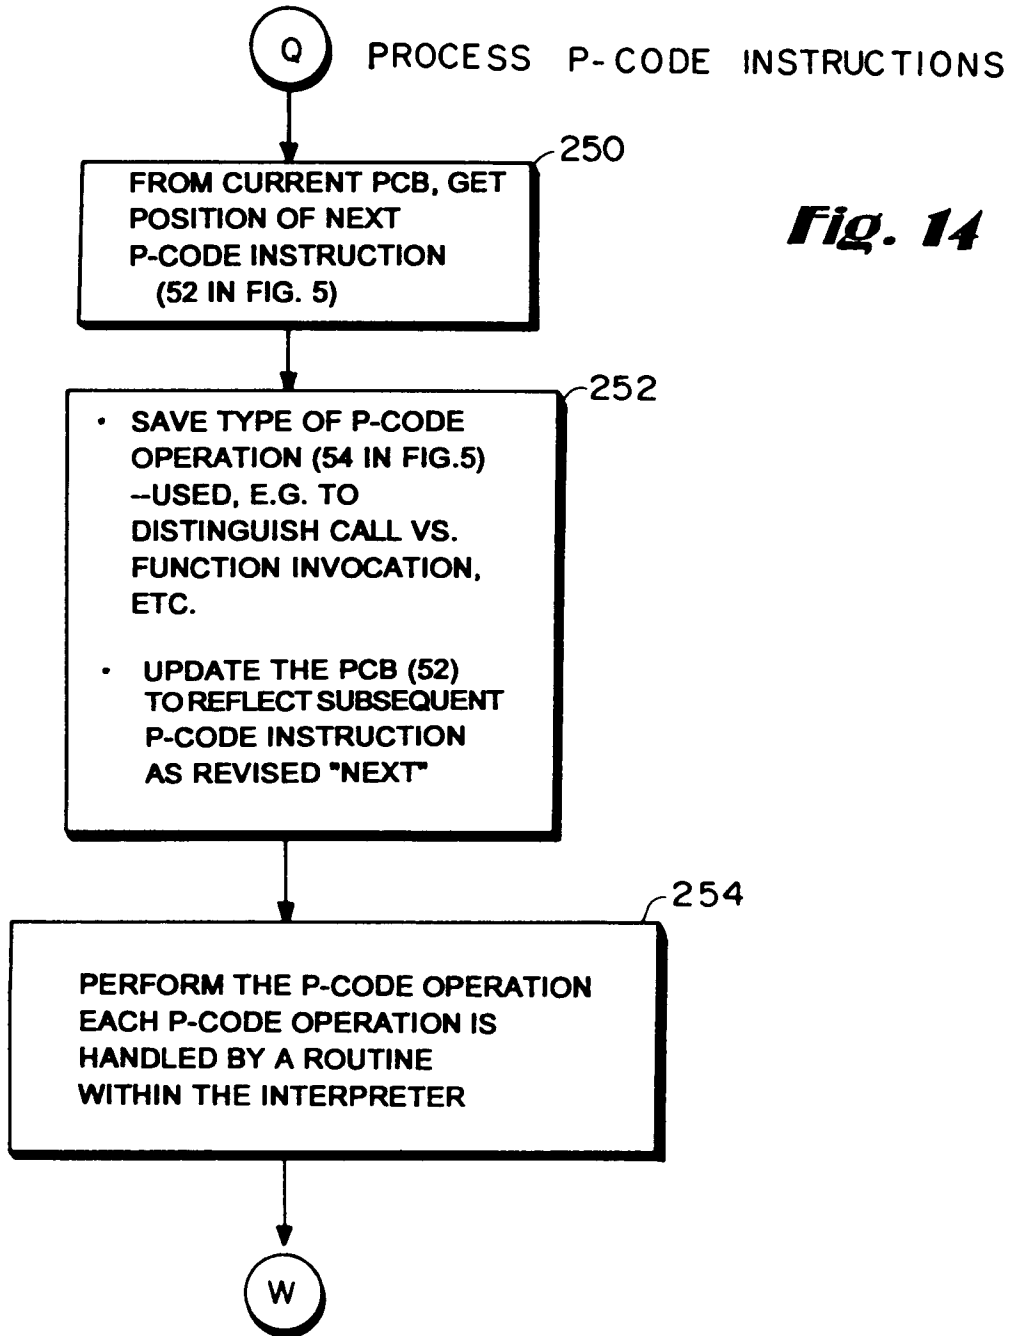 Q PROCESS P-CODE INSTRUCTIONS
250
FROM CURRENT PCB, GET
POSITION OF NEXT
P-CODE INSTRUCTION
(52 IN FIG. 5)
Fig. 14
252
· SAVE TYPE OF P-CODE
OPERATION (54 IN FIG.5)
--USED, E.G. TO
DISTINGUISH CALL VS.
FUNCTION INVOCATION,
ETC.
· UPDATE THE PCB (52)
TO REFLECT SUBSEQUENT
P-CODE INSTRUCTION
AS REVISED "NEXT"
254
PERFORM THE P-CODE OPERATION
EACH P-CODE OPERATION IS
HANDLED BY A ROUTINE
WITHIN THE INTERPRETER
W